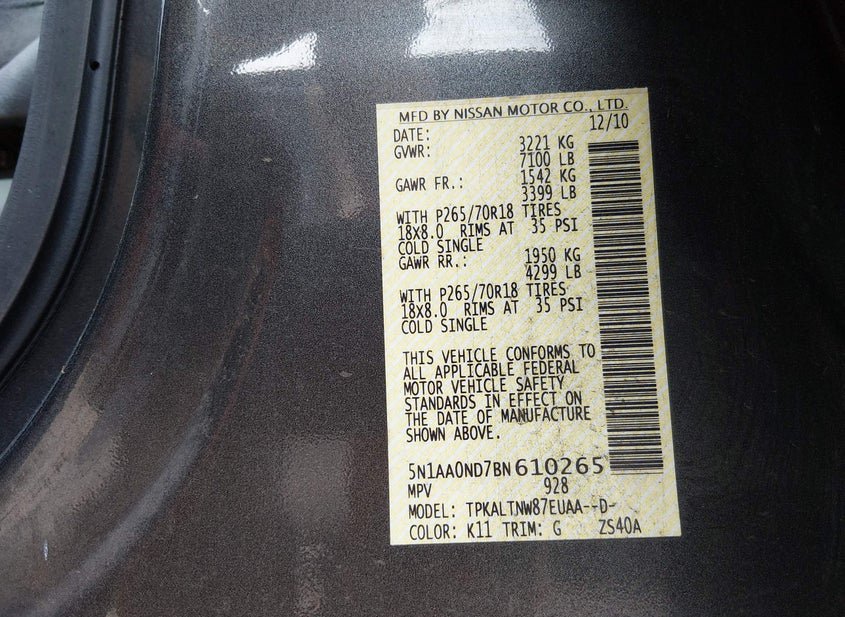 MFD BY NISSAN MOTOR CO., LTD.
DATE: 12/10
GVWR: 3221 KG
7100 LB
GAWR FR.: 1542 KG
3399 LB
WITH P265/70R18 TIRES
18X8.0 RIMS AT 35 PSI
COLD SINGLE
GAWR RR.: 1950 KG
4299 LB
WITH P265/70R18 TIRES
18X8.0 RIMS AT 35 PSI
COLD SINGLE
THIS VEHICLE CONFORMS TO
ALL APPLICABLE FEDERAL
MOTOR VEHICLE SAFETY
STANDARDS IN EFFECT ON
THE DATE OF MANUFACTURE
SHOWN ABOVE.
5N1AA0ND7BN610265
MPV 928
MODEL: TPKALTNW87EUAA--D-
COLOR: K11 TRIM: G ZS40A